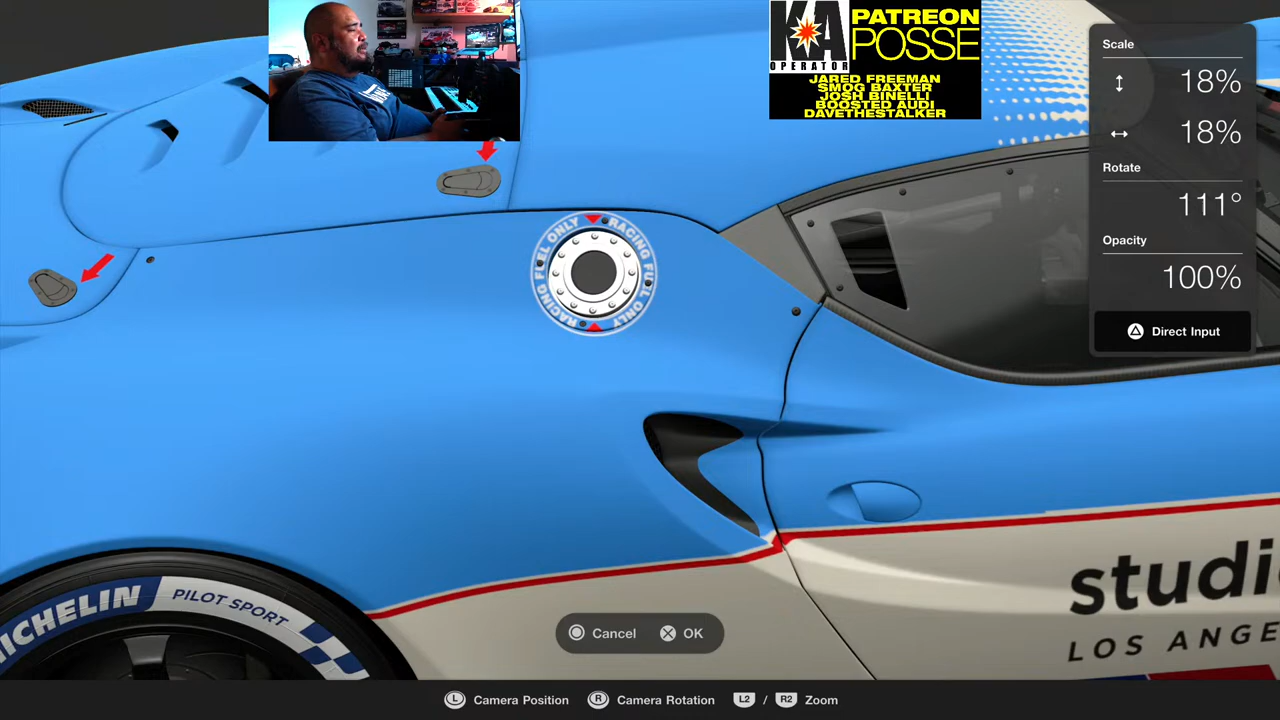 KA
OPERATOR
PATREON
POSSE
JARED FREEMAN
SMOG BAXTER
JOSH BINELLI
BOOSTED AUDI
DAVETHESTALKER
Scale
18%
18%
Rotate
111°
Opacity
100%
Direct Input
RACING FUEL ONLY
RACING FUEL ONLY
MICHELIN PILOT SPORT
studi
LOS ANGE
Cancel OK
L Camera Position R Camera Rotation L2 / R2 Zoom